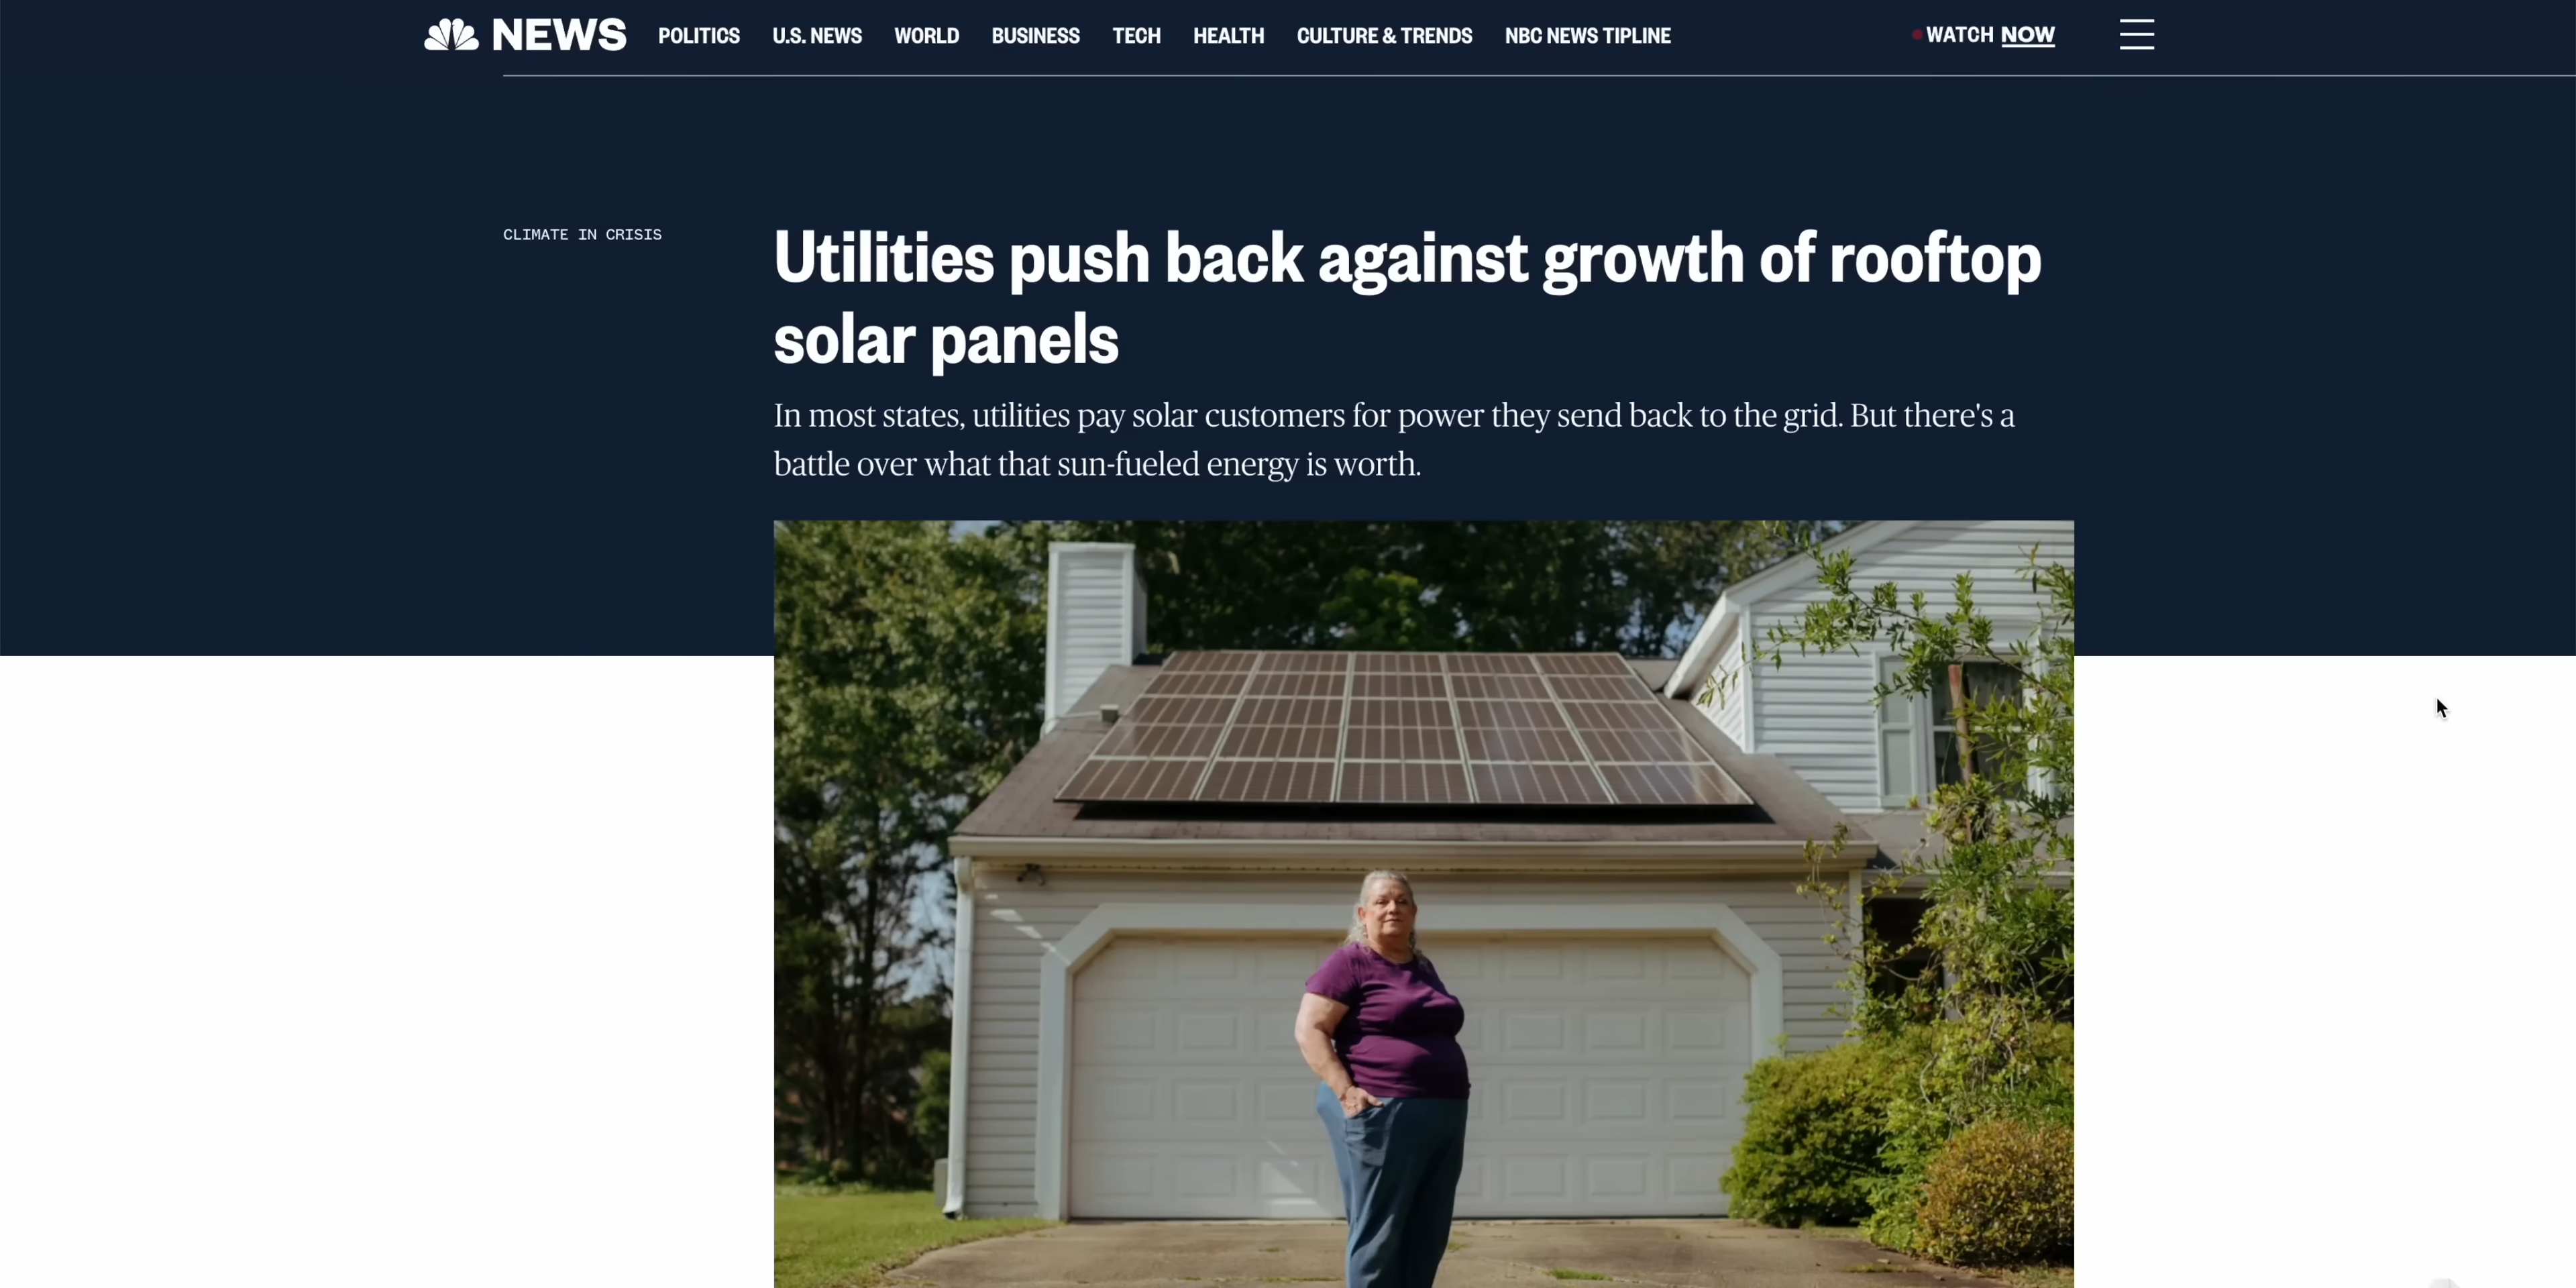 NEWS POLITICS U.S. NEWS WORLD BUSINESS TECH HEALTH CULTURE & TRENDS NBC NEWS TIPLINE WATCH NOW
CLIMATE IN CRISIS
Utilities push back against growth of rooftop
solar panels
In most states, utilities pay solar customers for power they send back to the grid. But there's a
battle over what that sun-fueled energy is worth.